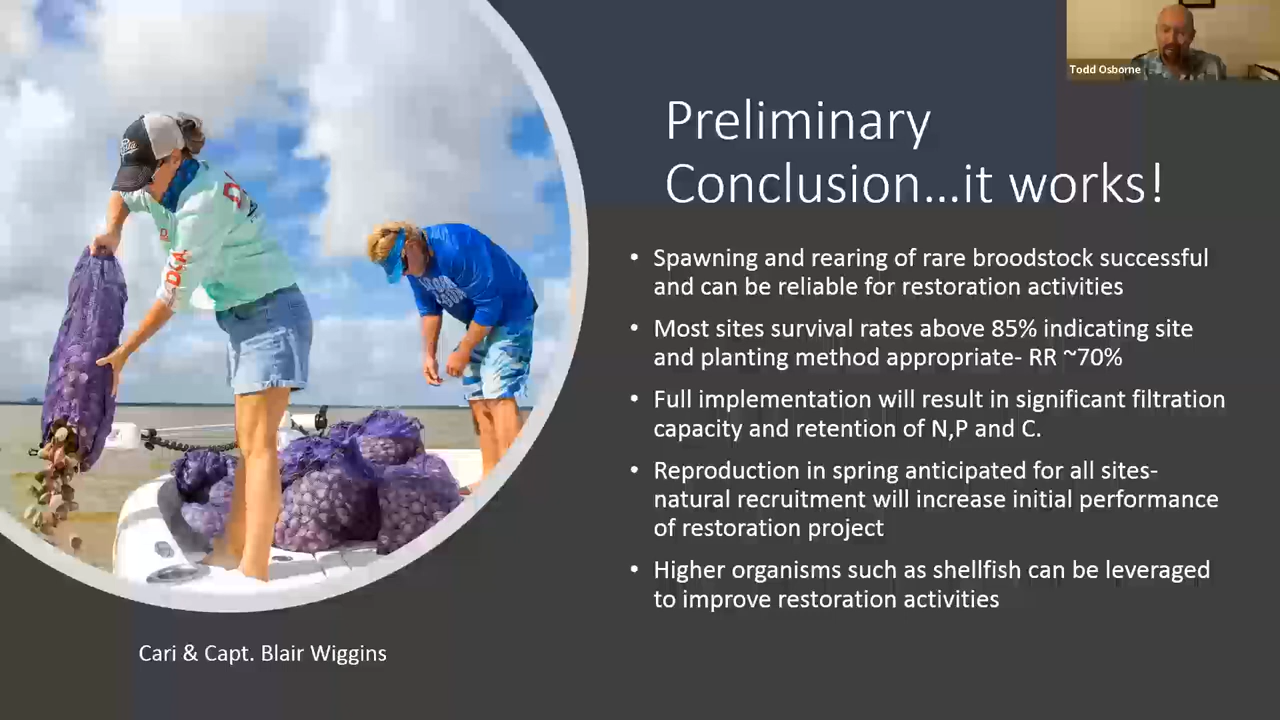 Todd Osborne
Preliminary
Conclusion...it works!
• Spawning and rearing of rare broodstock successful
and can be reliable for restoration activities
• Most sites survival rates above 85% indicating site
and planting method appropriate- RR ~70%
• Full implementation will result in significant filtration
capacity and retention of N,P and C.
• Reproduction in spring anticipated for all sites-
natural recruitment will increase initial performance
of restoration project
• Higher organisms such as shellfish can be leveraged
to improve restoration activities
Cari & Capt. Blair Wiggins